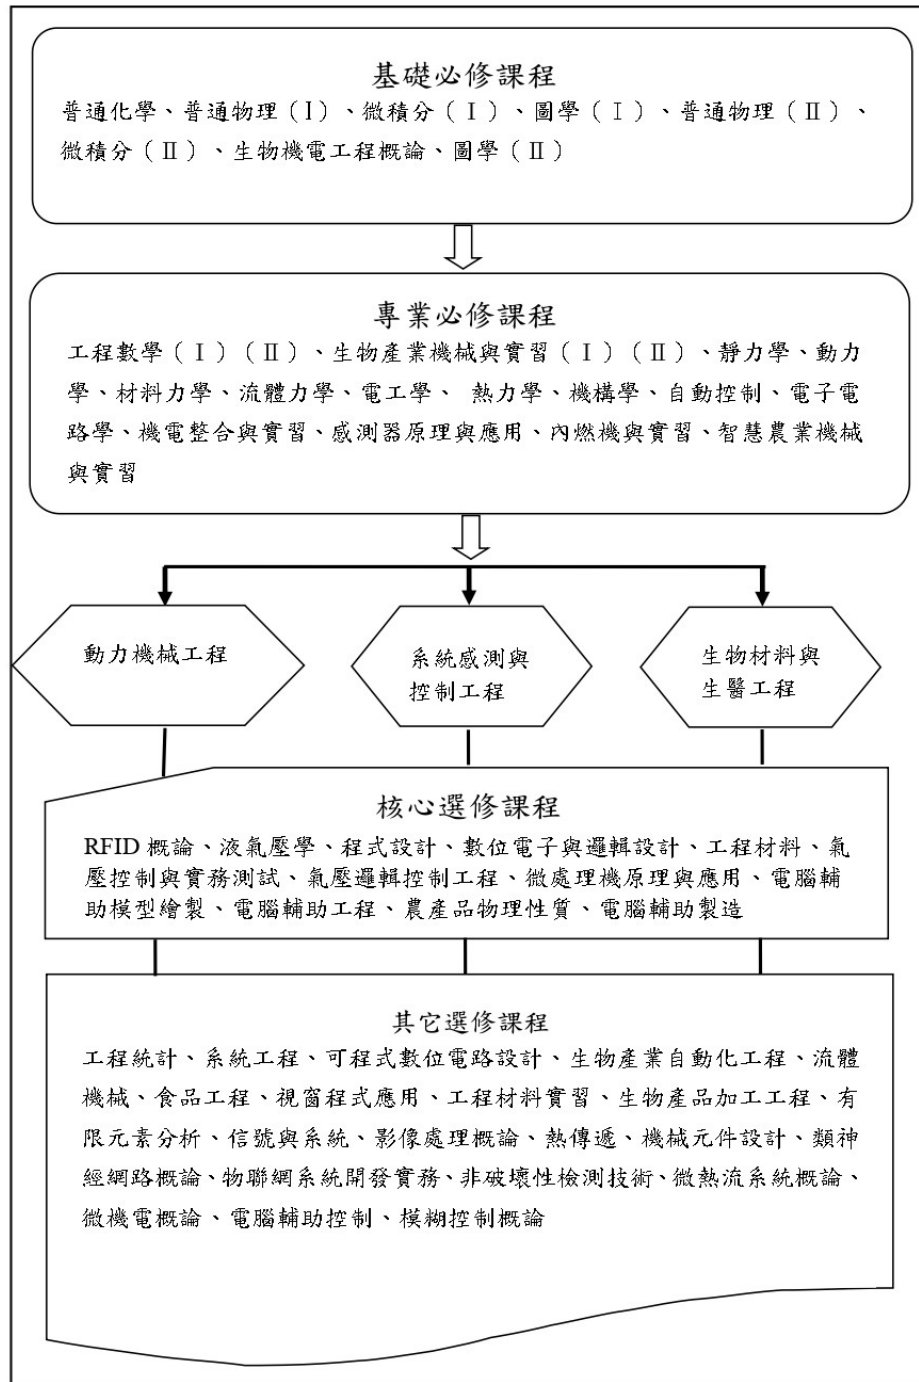 基礎必修課程
普通化學、普通物理（I）、微積分（Ｉ）、圖學（Ｉ）、普通物理（Ⅱ）、
微積分（Ⅱ）、生物機電工程概論、圖學（Ⅱ）
專業必修課程
工程數學（Ｉ）（Ⅱ）、生物產業機械與實習（Ｉ）（Ⅱ）、靜力學、動力
學、材料力學、流體力學、電工學、 熱力學、機構學、自動控制、電子電
路學、機電整合與實習、感測器原理與應用、內燃機與實習、智慧農業機械
與實習
動力機械工程
系統感測與
控制工程
生物材料與
生醫工程
核心選修課程
RFID 概論、液氣壓學、程式設計、數位電子與邏輯設計、工程材料、氣
壓控制與實務測試、氣壓邏輯控制工程、微處理機原理與應用、電腦輔
助模型繪製、電腦輔助工程、農產品物理性質、電腦輔助製造
其它選修課程
工程統計、系統工程、可程式數位電路設計、生物產業自動化工程、流體
機械、食品工程、視窗程式應用、工程材料實習、生物產品加工工程、有
限元素分析、信號與系統、影像處理概論、熱傳遞、機械元件設計、類神
經網路概論、物聯網系統開發實務、非破壞性檢測技術、微熱流系統概論、
微機電概論、電腦輔助控制、模糊控制概論